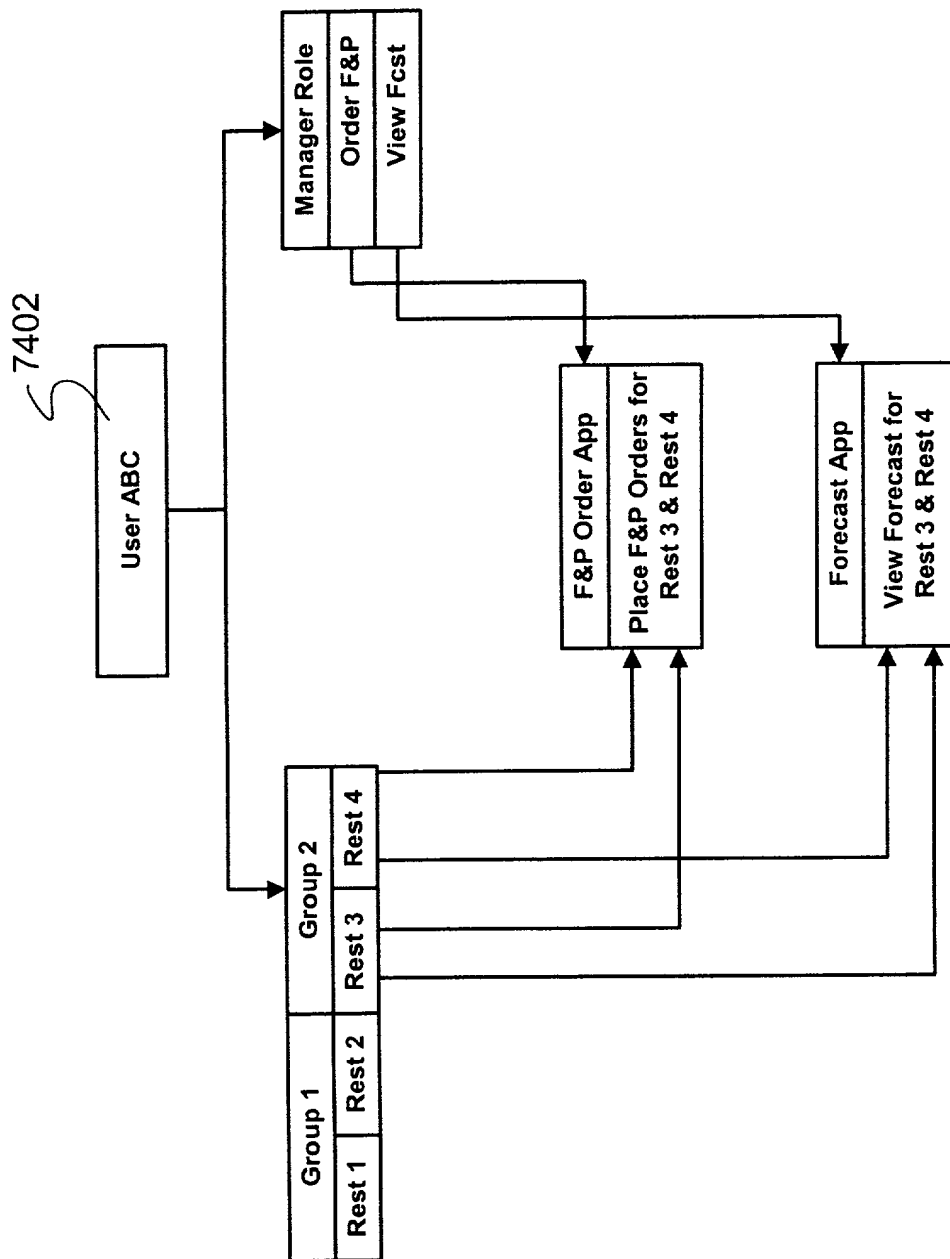 7402
User ABC
Group 1
Group 2
Rest 1
Rest 2
Rest 3
Rest 4
Manager Role
Order F&P
View Fcst
F&P Order App
Place F&P Orders for
Rest 3 & Rest 4
Forecast App
View Forecast for
Rest 3 & Rest 4